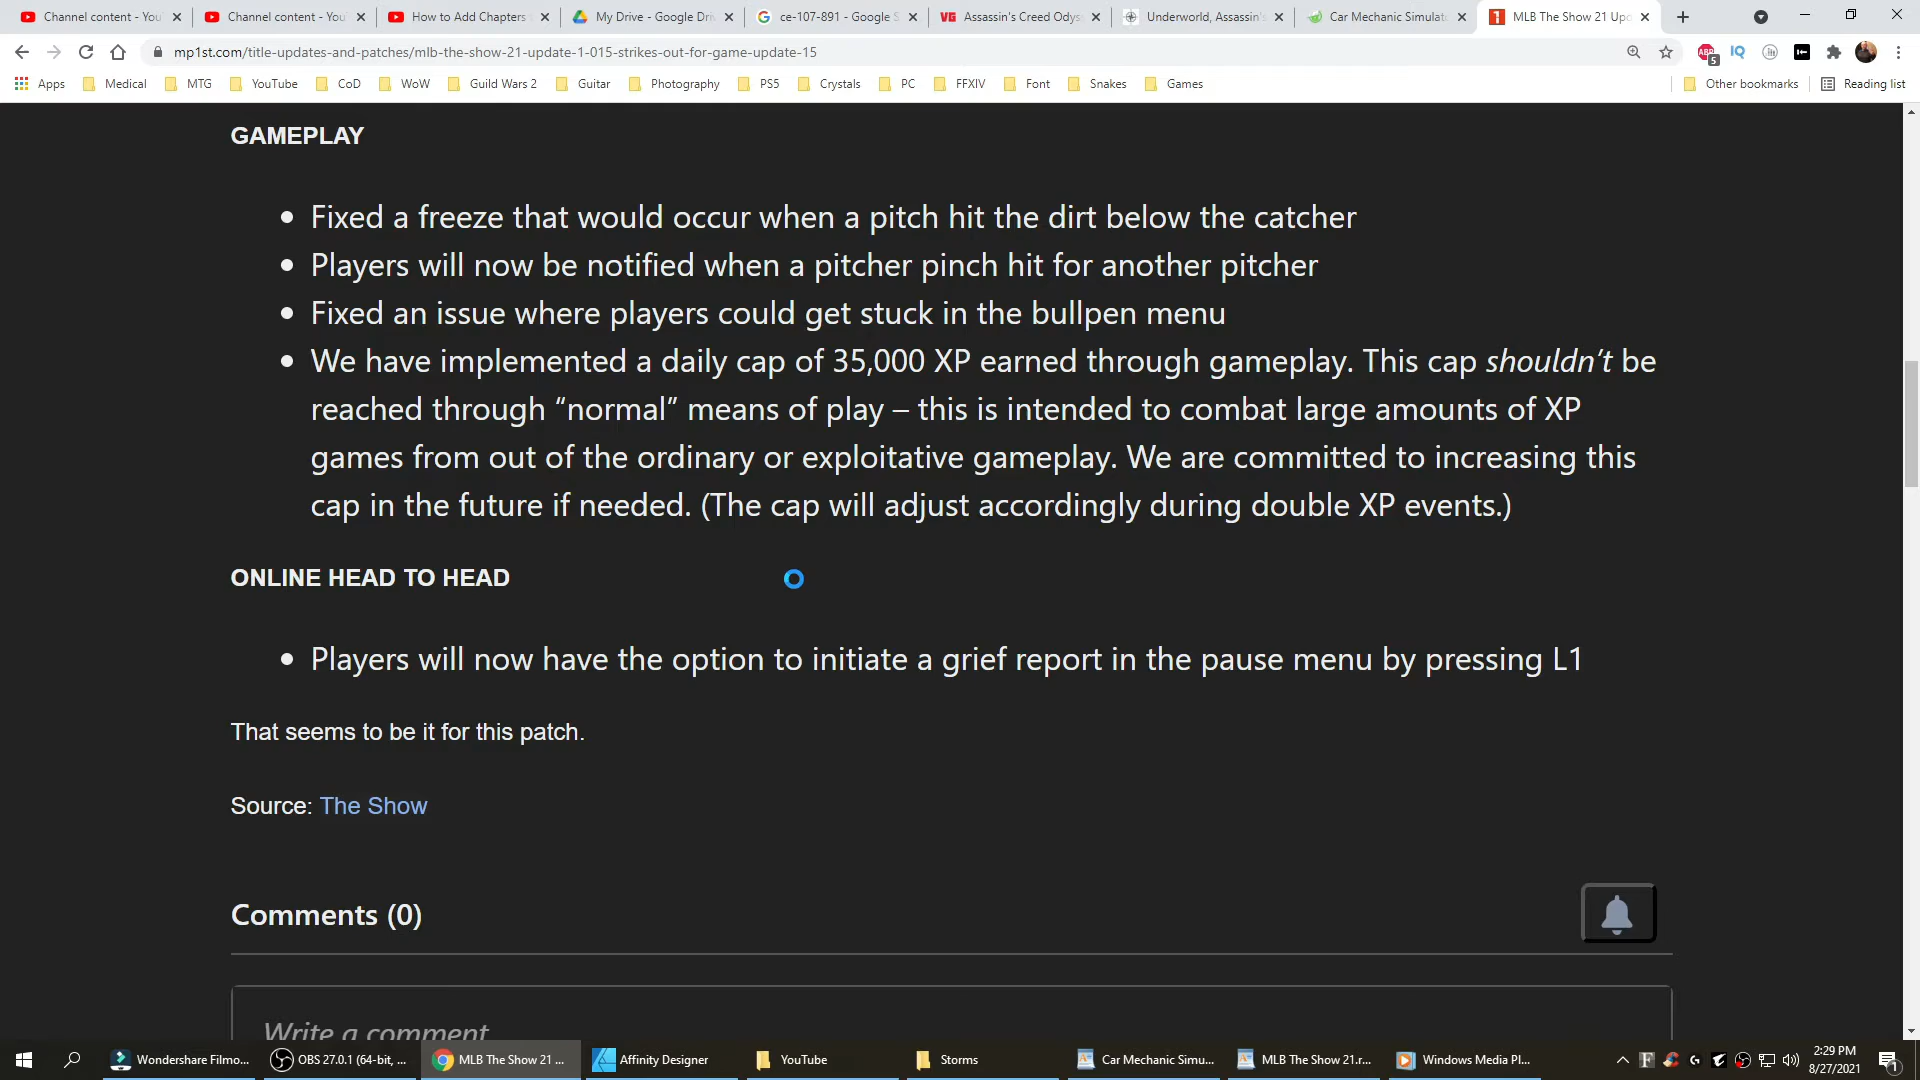 Channel content - You
Channel content - You
How to Add Chapters
My Drive - Google Dri
ce-107-891 - Google S
Assassin's Creed Odys
Underworld, Assassin's
Car Mechanic Simulat
MLB The Show 21 Upd
mp1st.com/title-updates-and-patches/mlb-the-show-21-update-1-015-strikes-out-for-game-update-15
Apps Medical MTG YouTube CoD WoW Guild Wars 2 Guitar Photography PS5 Crystals PC FFXIV Font Snakes Games Other bookmarks Reading list
GAMEPLAY
Fixed a freeze that would occur when a pitch hit the dirt below the catcher
Players will now be notified when a pitcher pinch hit for another pitcher
Fixed an issue where players could get stuck in the bullpen menu
We have implemented a daily cap of 35,000 XP earned through gameplay. This cap shouldn’t be
reached through “normal” means of play – this is intended to combat large amounts of XP
games from out of the ordinary or exploitative gameplay. We are committed to increasing this
cap in the future if needed. (The cap will adjust accordingly during double XP events.)
ONLINE HEAD TO HEAD
Players will now have the option to initiate a grief report in the pause menu by pressing L1
That seems to be it for this patch.
Source: The Show
Comments (0)
Write a comment
Wondershare Filmo... OBS 27.0.1 (64-bit, ... MLB The Show 21 ... Affinity Designer YouTube Storms Car Mechanic Simu... MLB The Show 21.r... Windows Media Pl...
2:29 PM
8/27/2021